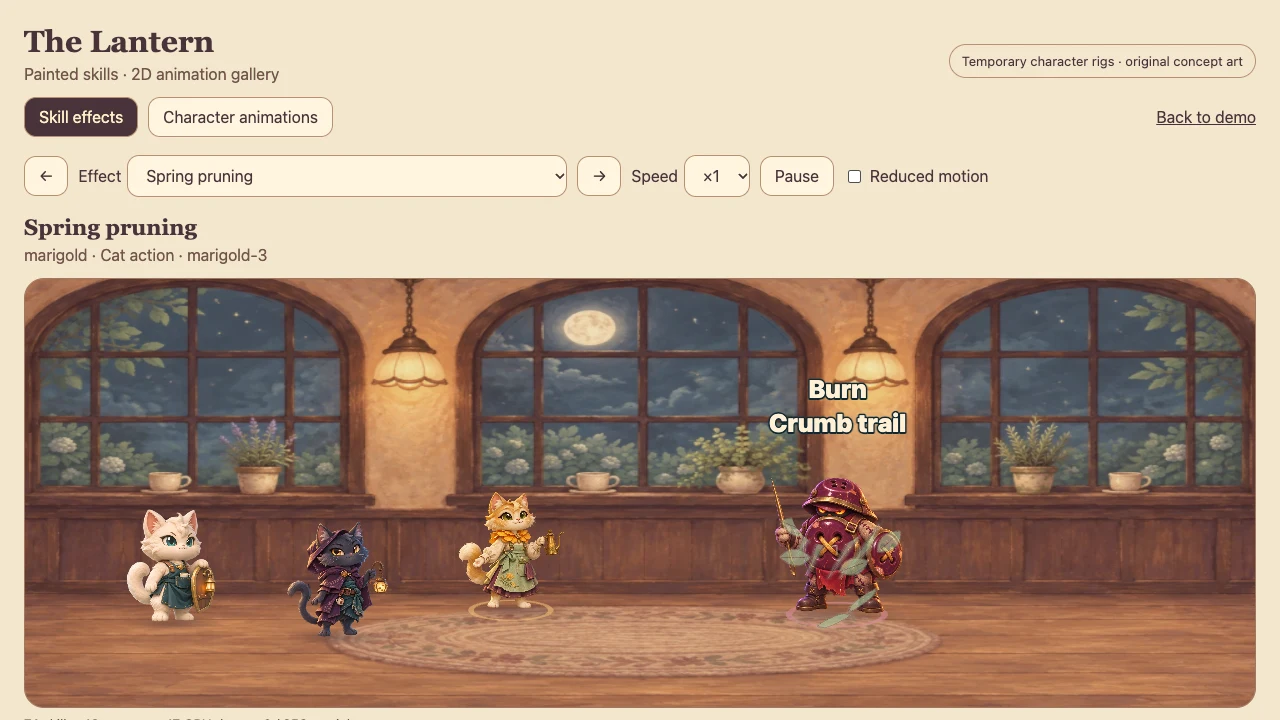 The Lantern
Painted skills · 2D animation gallery
Temporary character rigs · original concept art
Skill effects
Character animations
Back to demo
←
Effect
Spring pruning
→
Speed
×1
Pause
Reduced motion
Spring pruning
marigold · Cat action · marigold-3
Burn
Crumb trail